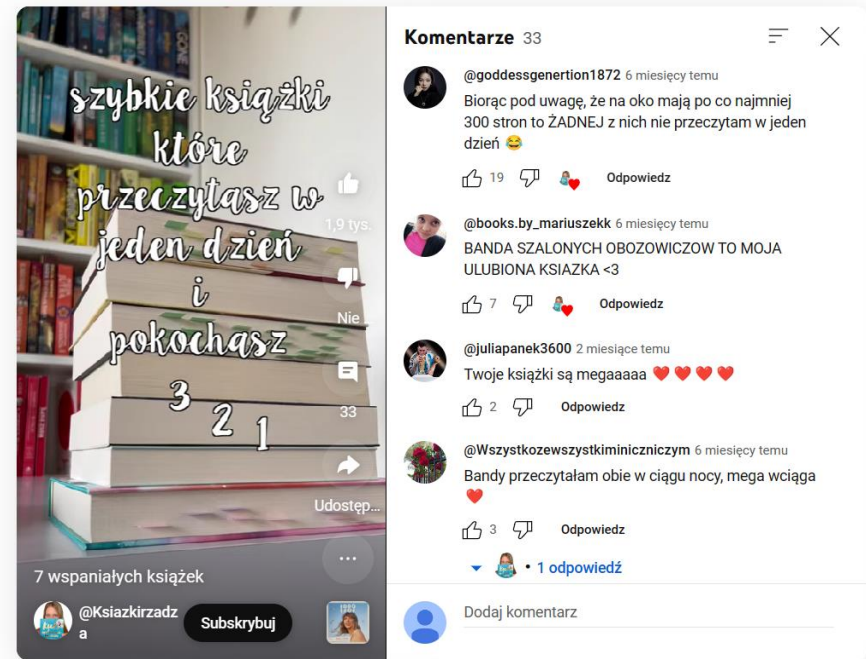 szybkie książki
które
przeczytasz w
jeden dzień
i
pokochasz
3 2 1
1,9 tys.
Nie
33
Udostęp...
7 wspaniałych książek
@Ksiazkirzadz
a
Subskrybuj
Komentarze 33
@goddessgenertion1872 6 miesięcy temu
Biorąc pod uwagę, że na oko mają po co najmniej
300 stron to ŻADNEJ z nich nie przeczytam w jeden
dzień 😂
19
Odpowiedz
@books.by_mariuszekk 6 miesięcy temu
BANDA SZALONYCH OBOZOWICZOW TO MOJA
ULUBIONA KSIAZKA <3
7
Odpowiedz
@juliapanek3600 2 miesiące temu
Twoje książki są megaaaaa ❤️ ❤️ ❤️ ❤️
2
Odpowiedz
@Wszystkozewszystkiminiczniczym 6 miesięcy temu
Bandy przeczytałam obie w ciągu nocy, mega wciąga
❤️
3
Odpowiedz
• 1 odpowiedź
Dodaj komentarz